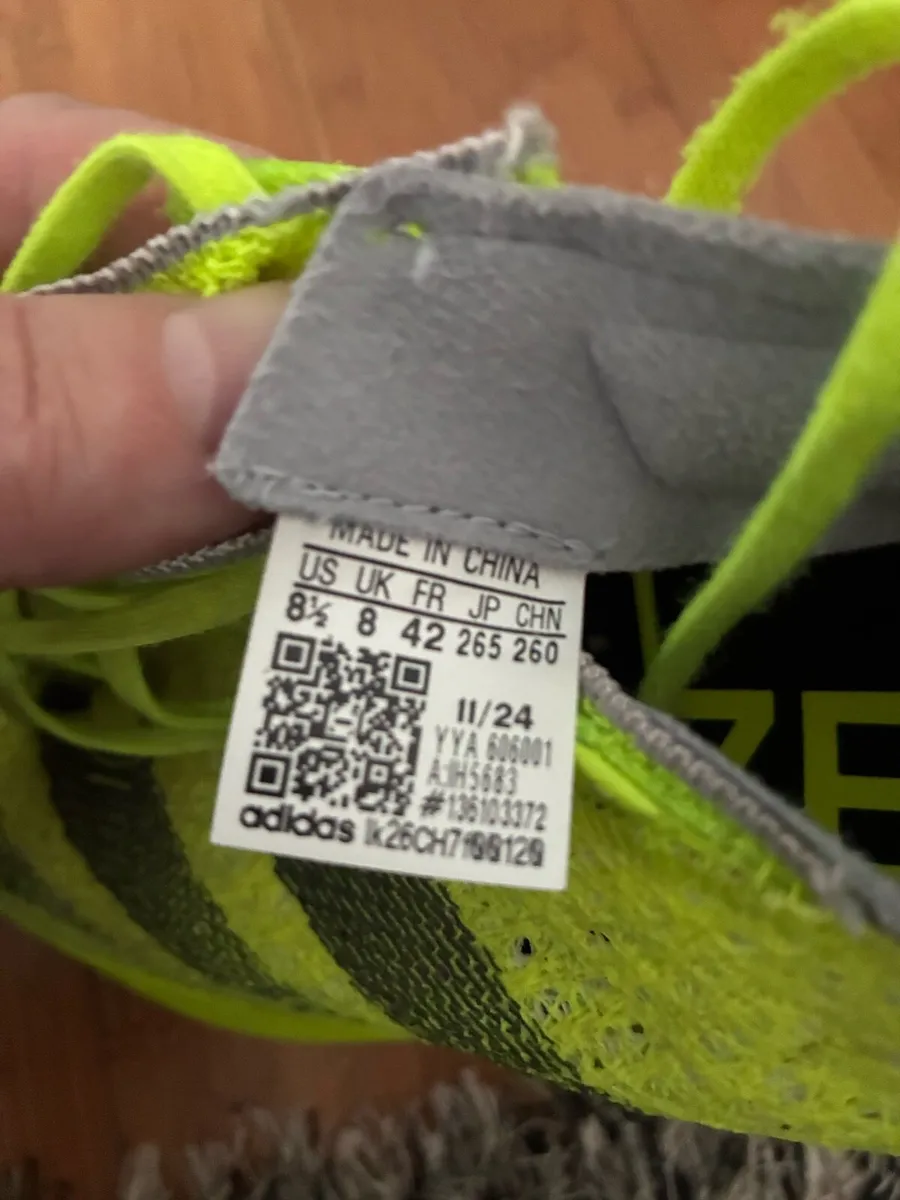 MADE IN CHINA
US UK FR JP CHN
8½ 8 42 265 260
11/24
YYA 606001
#136103372
adidas
ZE